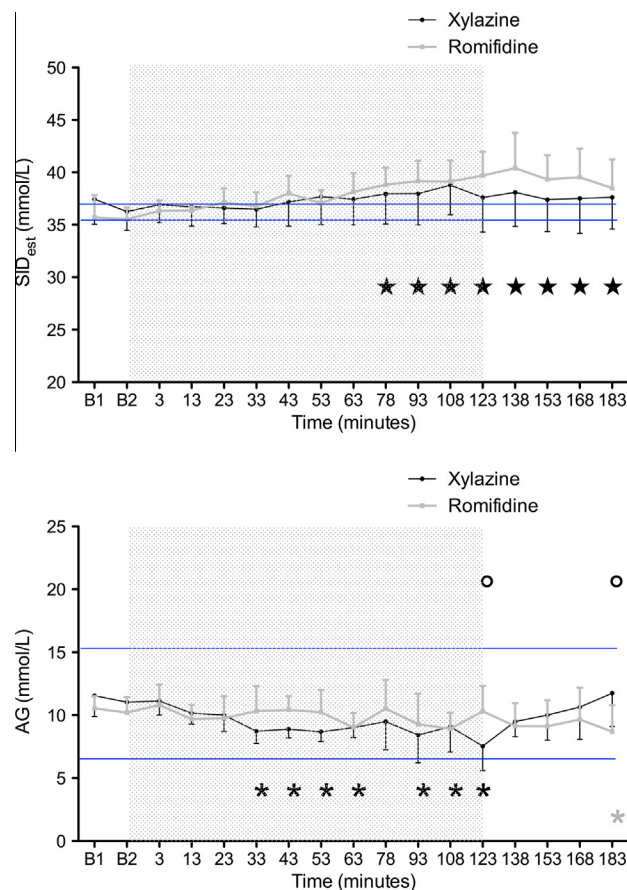 Xylazine
Romifidine
50
45
40
35
30
25
20
SID_est (mmol/L)
B1 B2 3 13 23 33 43 53 63 78 93 108 123 138 153 168 183
Time (minutes)
Xylazine
Romifidine
25
20
15
10
5
0
AG (mmol/L)
B1 B2 3 13 23 33 43 53 63 78 93 108 123 138 153 168 183
Time (minutes)